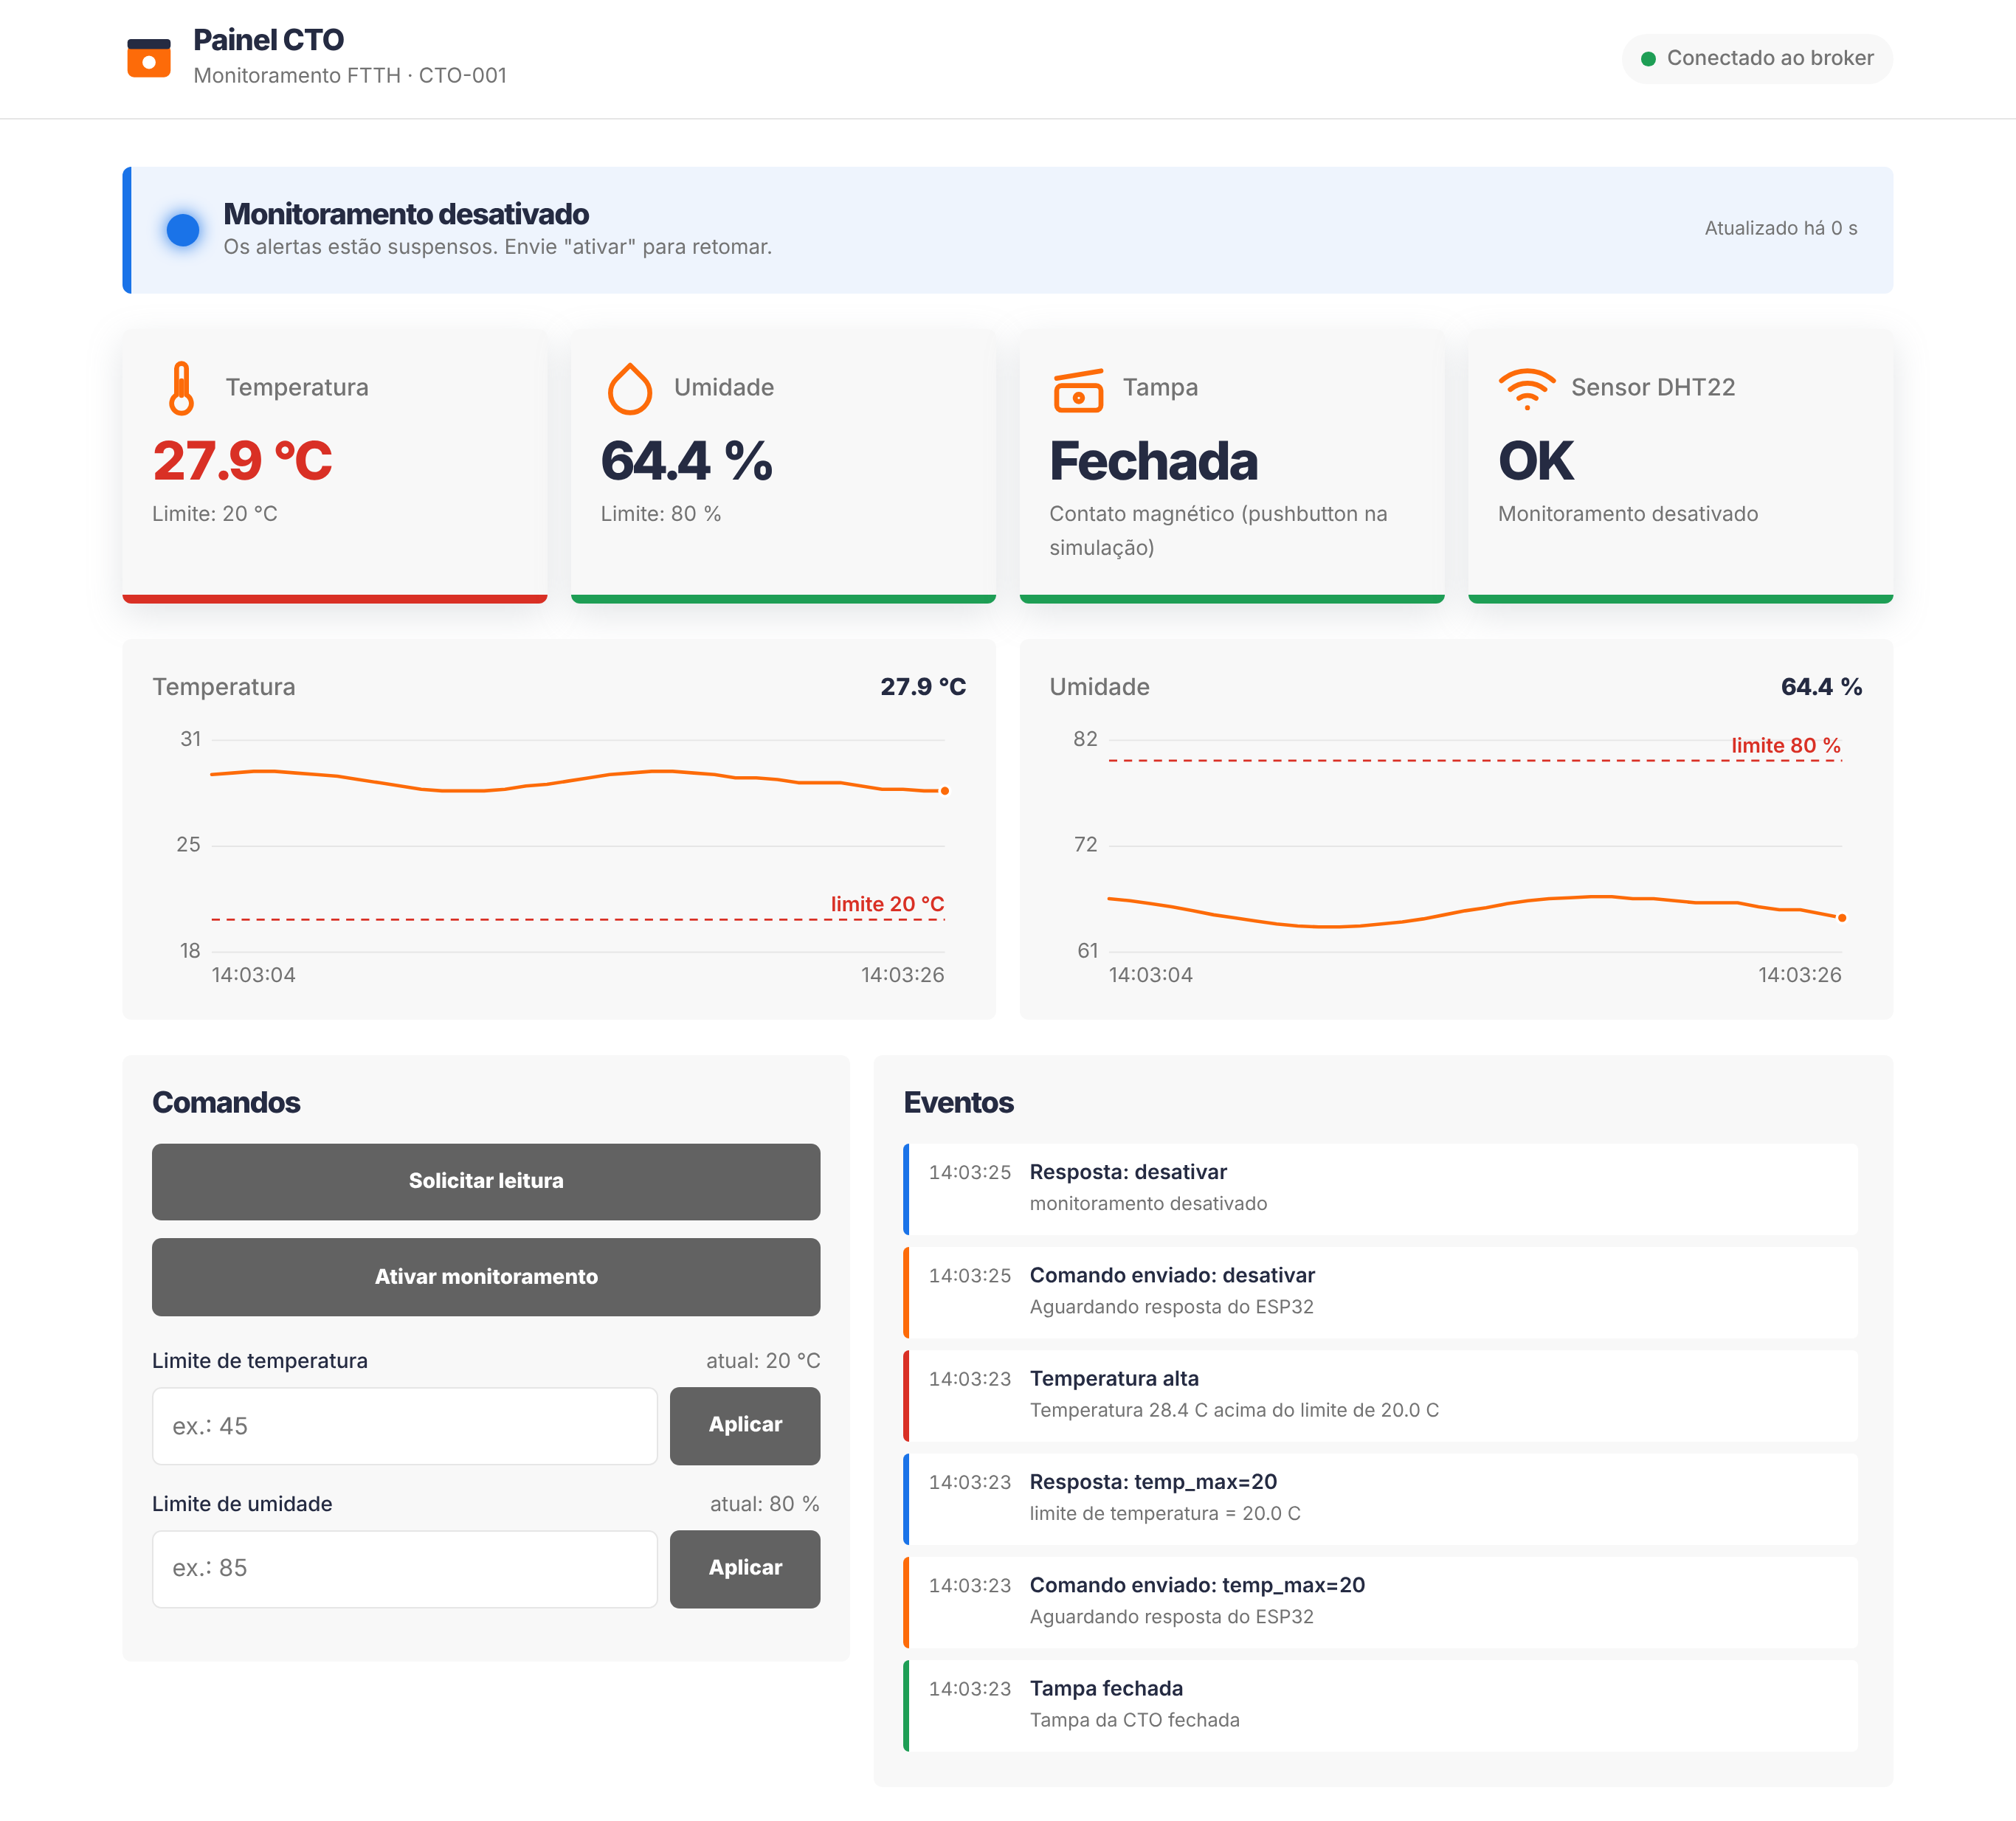 Painel CTO
Monitoramento FTTH · CTO-001
Conectado ao broker
Monitoramento desativado
Os alertas estão suspensos. Envie "ativar" para retomar.
Atualizado há 0 s
Temperatura
27.9 °C
Limite: 20 °C
Umidade
64.4 %
Limite: 80 %
Tampa
Fechada
Contato magnético (pushbutton na
simulação)
Sensor DHT22
OK
Monitoramento desativado
Temperatura
27.9 °C
31
25
limite 20 °C
18
14:03:04
14:03:26
Umidade
64.4 %
82
limite 80 %
72
61
14:03:04
14:03:26
Comandos
Solicitar leitura
Ativar monitoramento
Limite de temperatura
atual: 20 °C
ex.: 45
Aplicar
Limite de umidade
atual: 80 %
ex.: 85
Aplicar
Eventos
14:03:25 Resposta: desativar
monitoramento desativado
14:03:25 Comando enviado: desativar
Aguardando resposta do ESP32
14:03:23 Temperatura alta
Temperatura 28.4 C acima do limite de 20.0 C
14:03:23 Resposta: temp_max=20
limite de temperatura = 20.0 C
14:03:23 Comando enviado: temp_max=20
Aguardando resposta do ESP32
14:03:23 Tampa fechada
Tampa da CTO fechada